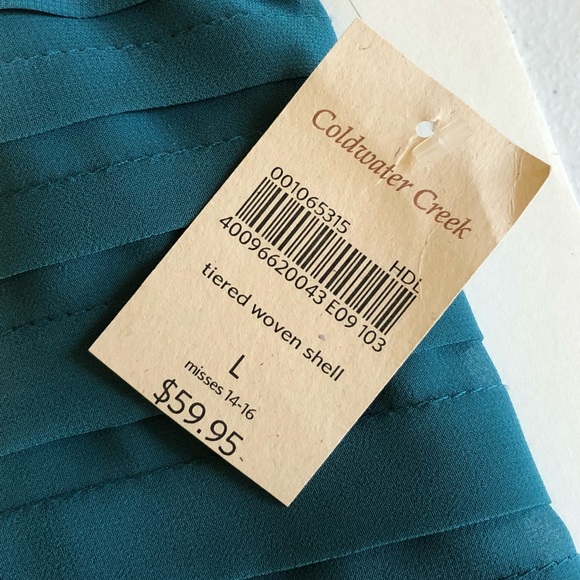 Coldwater Creek
001065315 HDL
40096620043 E09 103
tiered woven shell
L
misses 14-16
$59.95